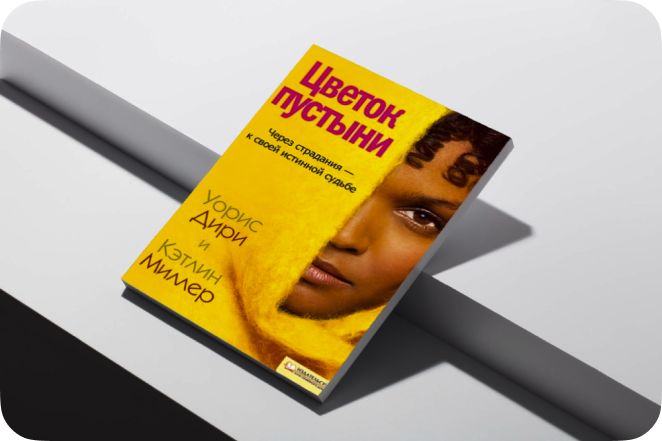 Цветок
пустыни
Через страдания —
к своей истинной судьбе
Уорис
Дири
и
Кэтлин
Миллер